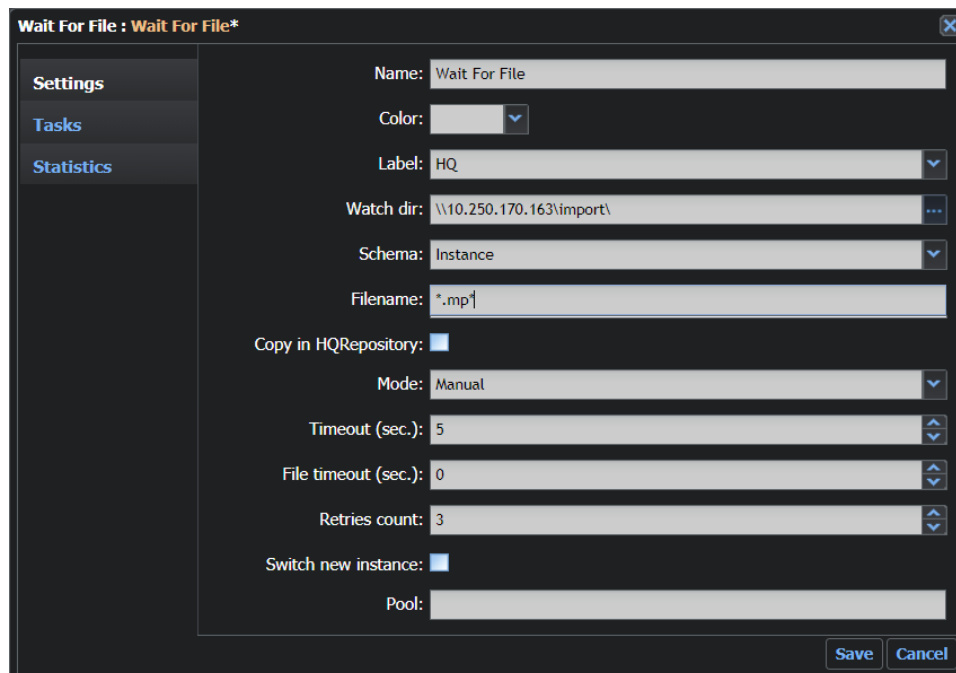 Wait For File : Wait For File*
Settings
Tasks
Statistics
Name: Wait For File
Color:
Label: HQ
Watch dir: \\10.250.170.163\import\ ...
Schema: Instance
Filename: *.mp*
Copy in HQRepository:
Mode: Manual
Timeout (sec.): 5
File timeout (sec.): 0
Retries count: 3
Switch new instance:
Pool:
Save Cancel